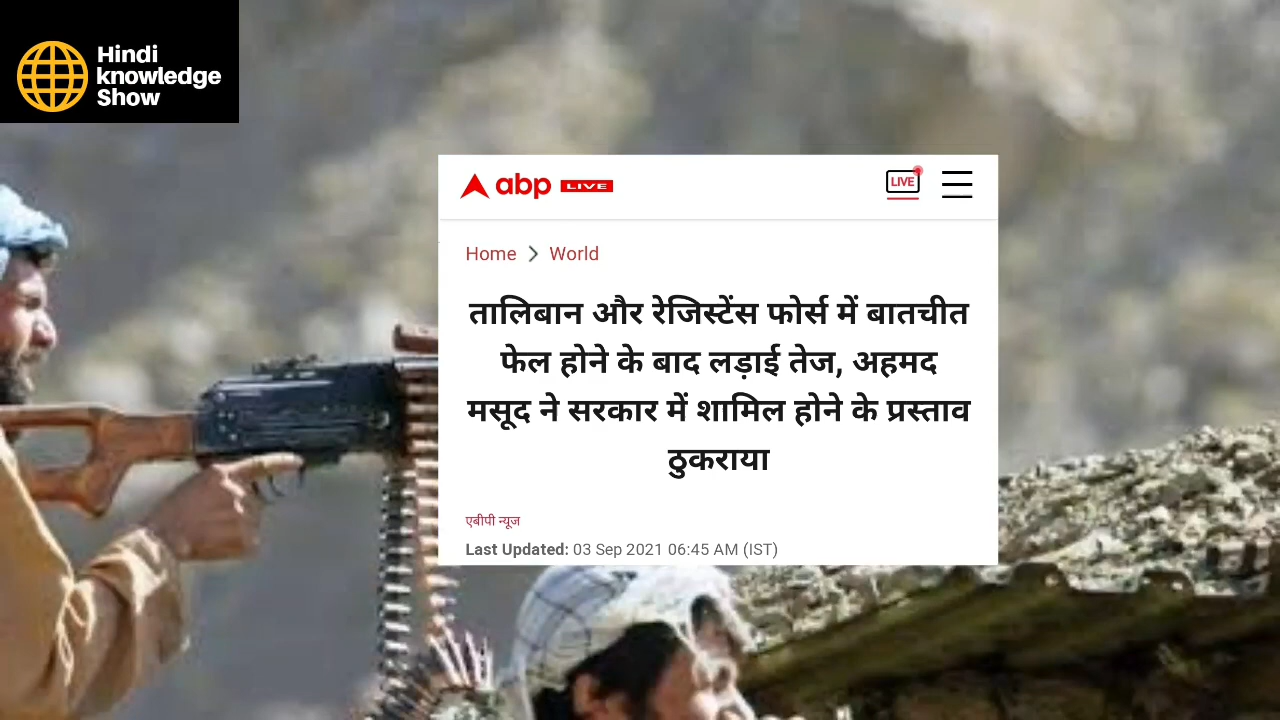 Hindi
knowledge
Show
abp LIVE
LIVE
Home > World
तालिबान और रेजिस्टेंस फोर्स में बातचीत
फेल होने के बाद लड़ाई तेज, अहमद
मसूद ने सरकार में शामिल होने के प्रस्ताव
ठुकराया
एबीपी न्यूज
Last Updated: 03 Sep 2021 06:45 AM (IST)